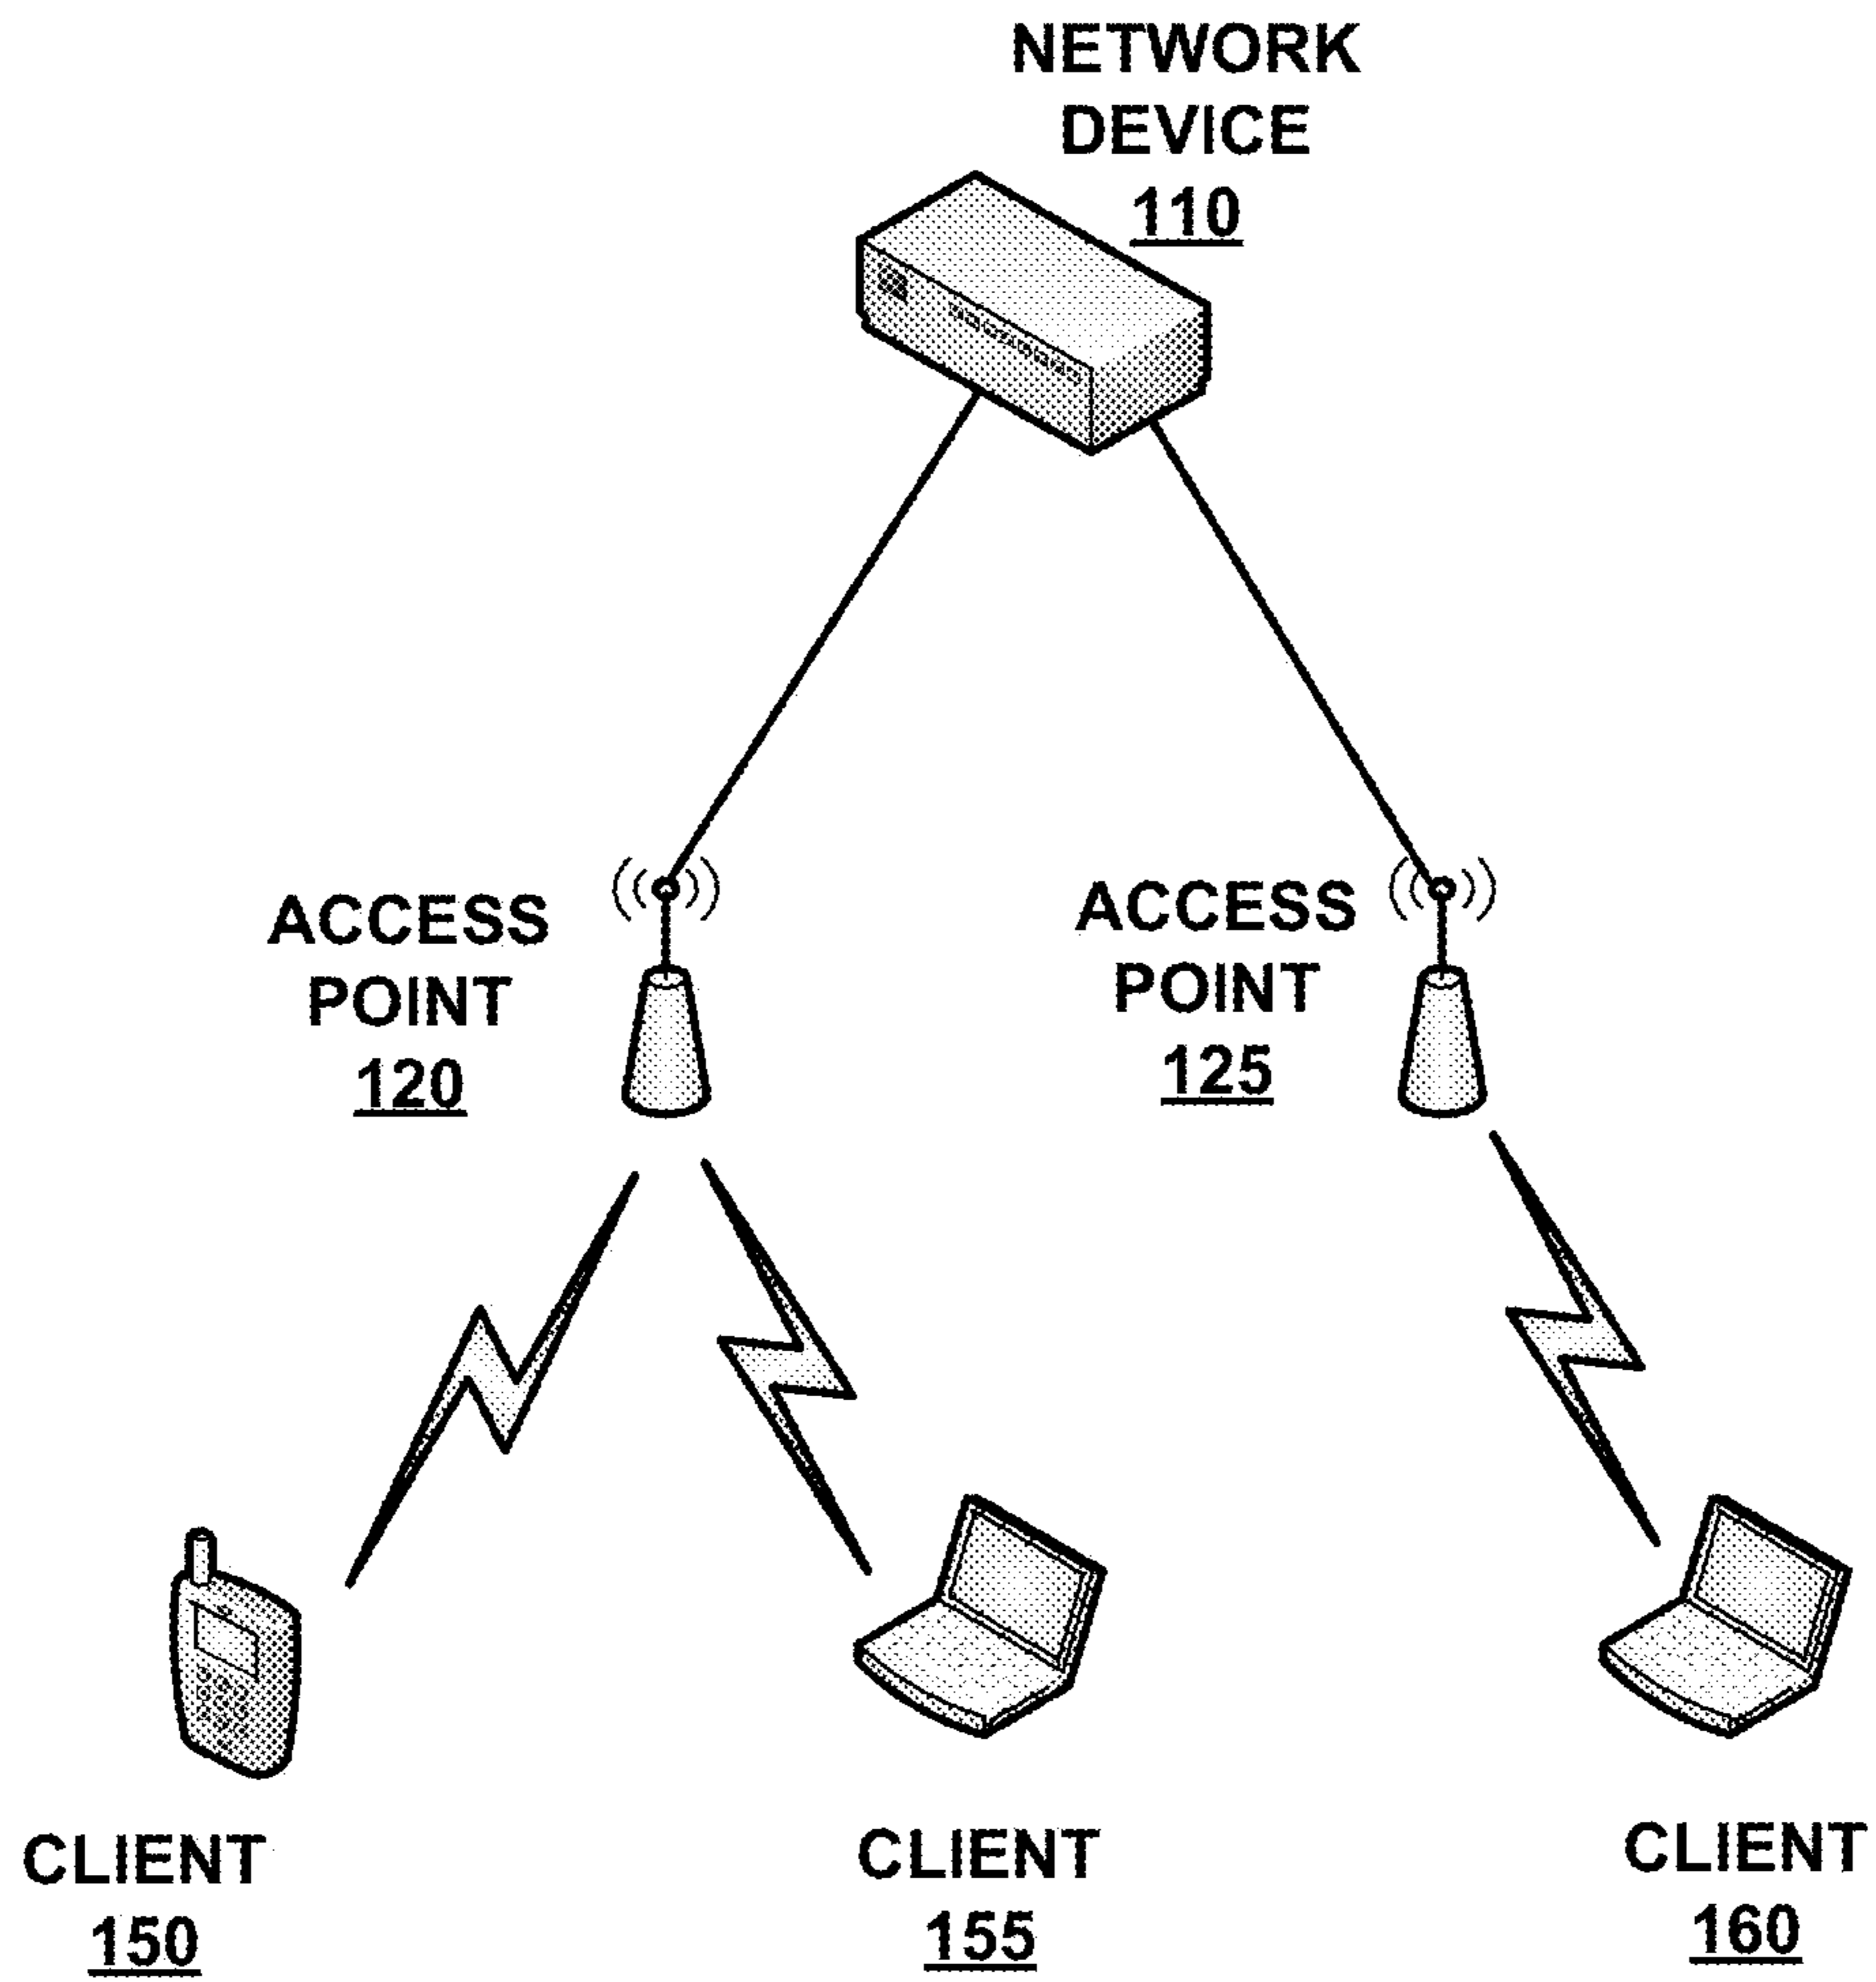 NETWORK
DEVICE
110
ACCESS
POINT
120
ACCESS
POINT
125
CLIENT
150
CLIENT
155
CLIENT
160